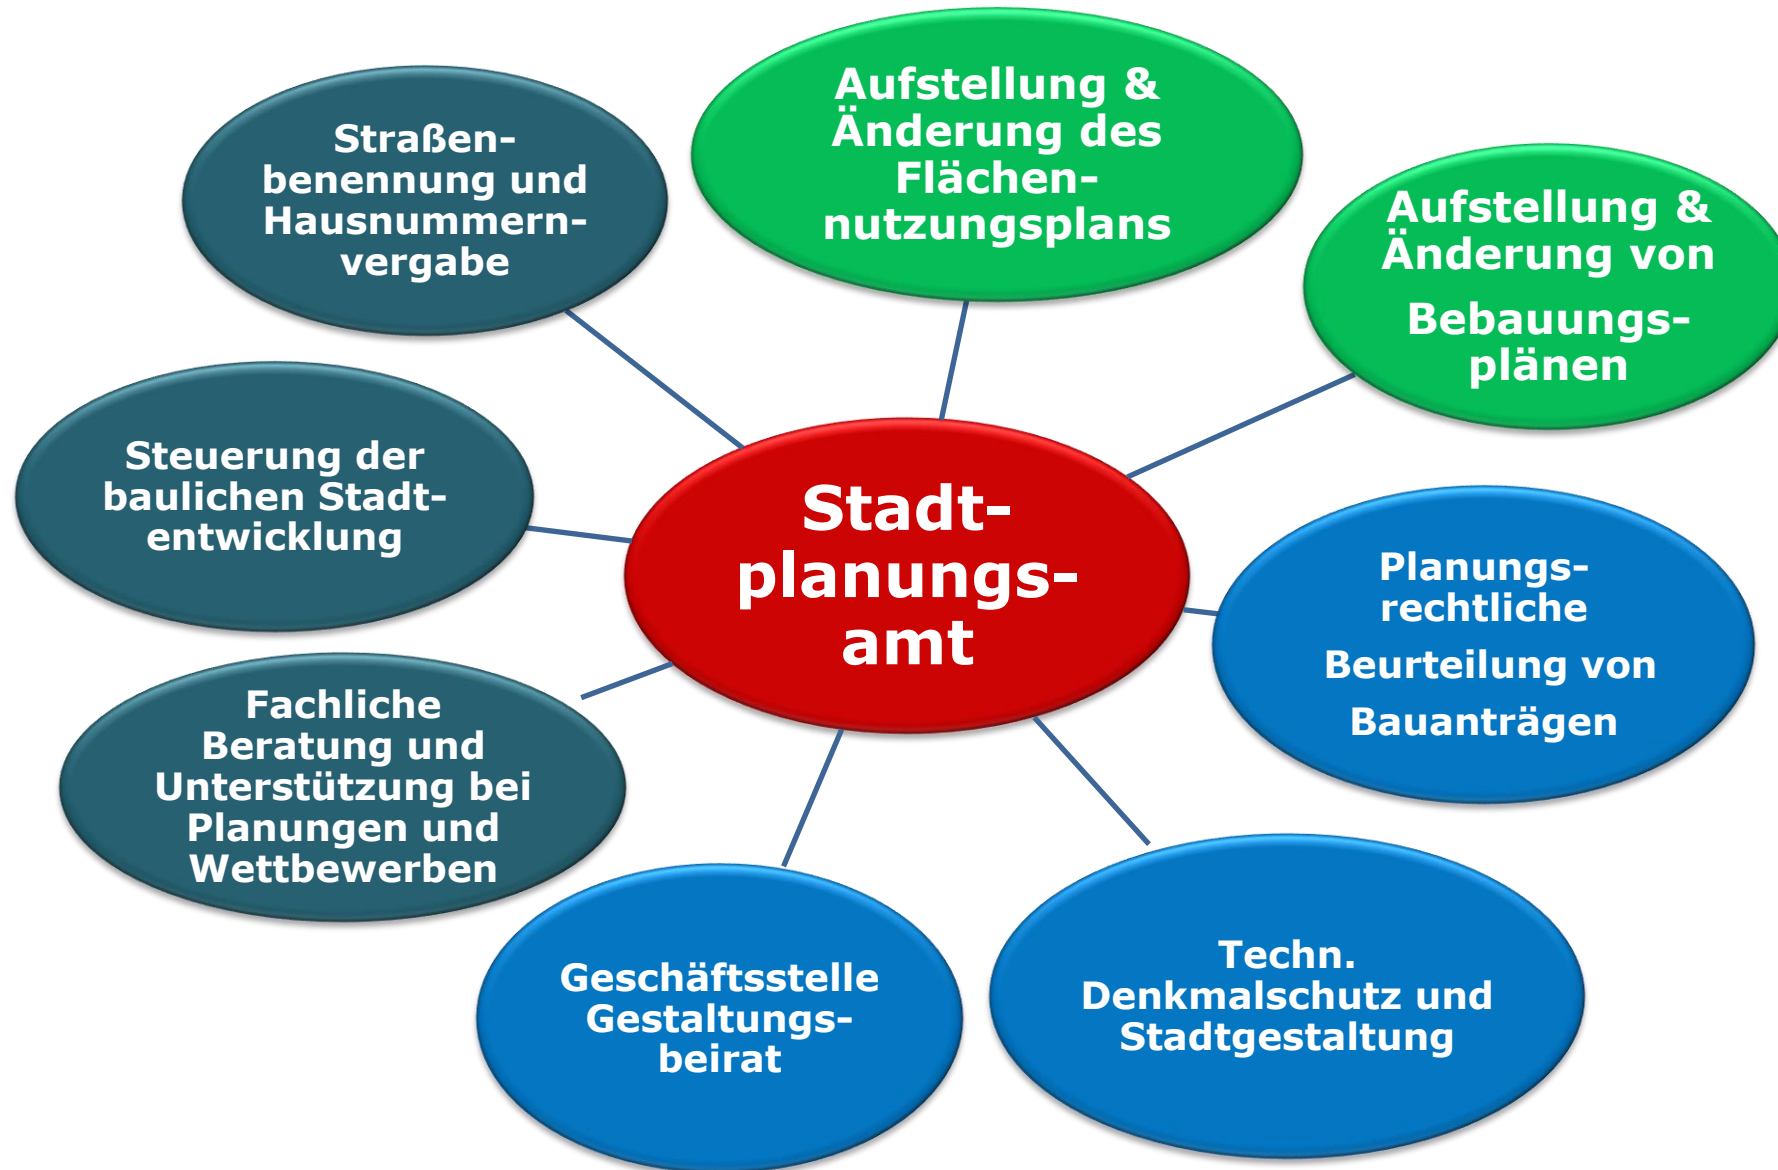 Straßen-
benennung und
Hausnummern-
vergabe
Aufstellung &
Änderung des
Flächen-
nutzungsplans
Aufstellung &
Änderung von
Bebauungs-
plänen
Steuerung der
baulichen Stadt-
entwicklung
Stadt-
planungs-
amt
Planungs-
rechtliche
Beurteilung von
Bauanträgen
Fachliche
Beratung und
Unterstützung bei
Planungen und
Wettbewerben
Geschäftsstelle
Gestaltungs-
beirat
Techn.
Denkmalschutz und
Stadtgestaltung